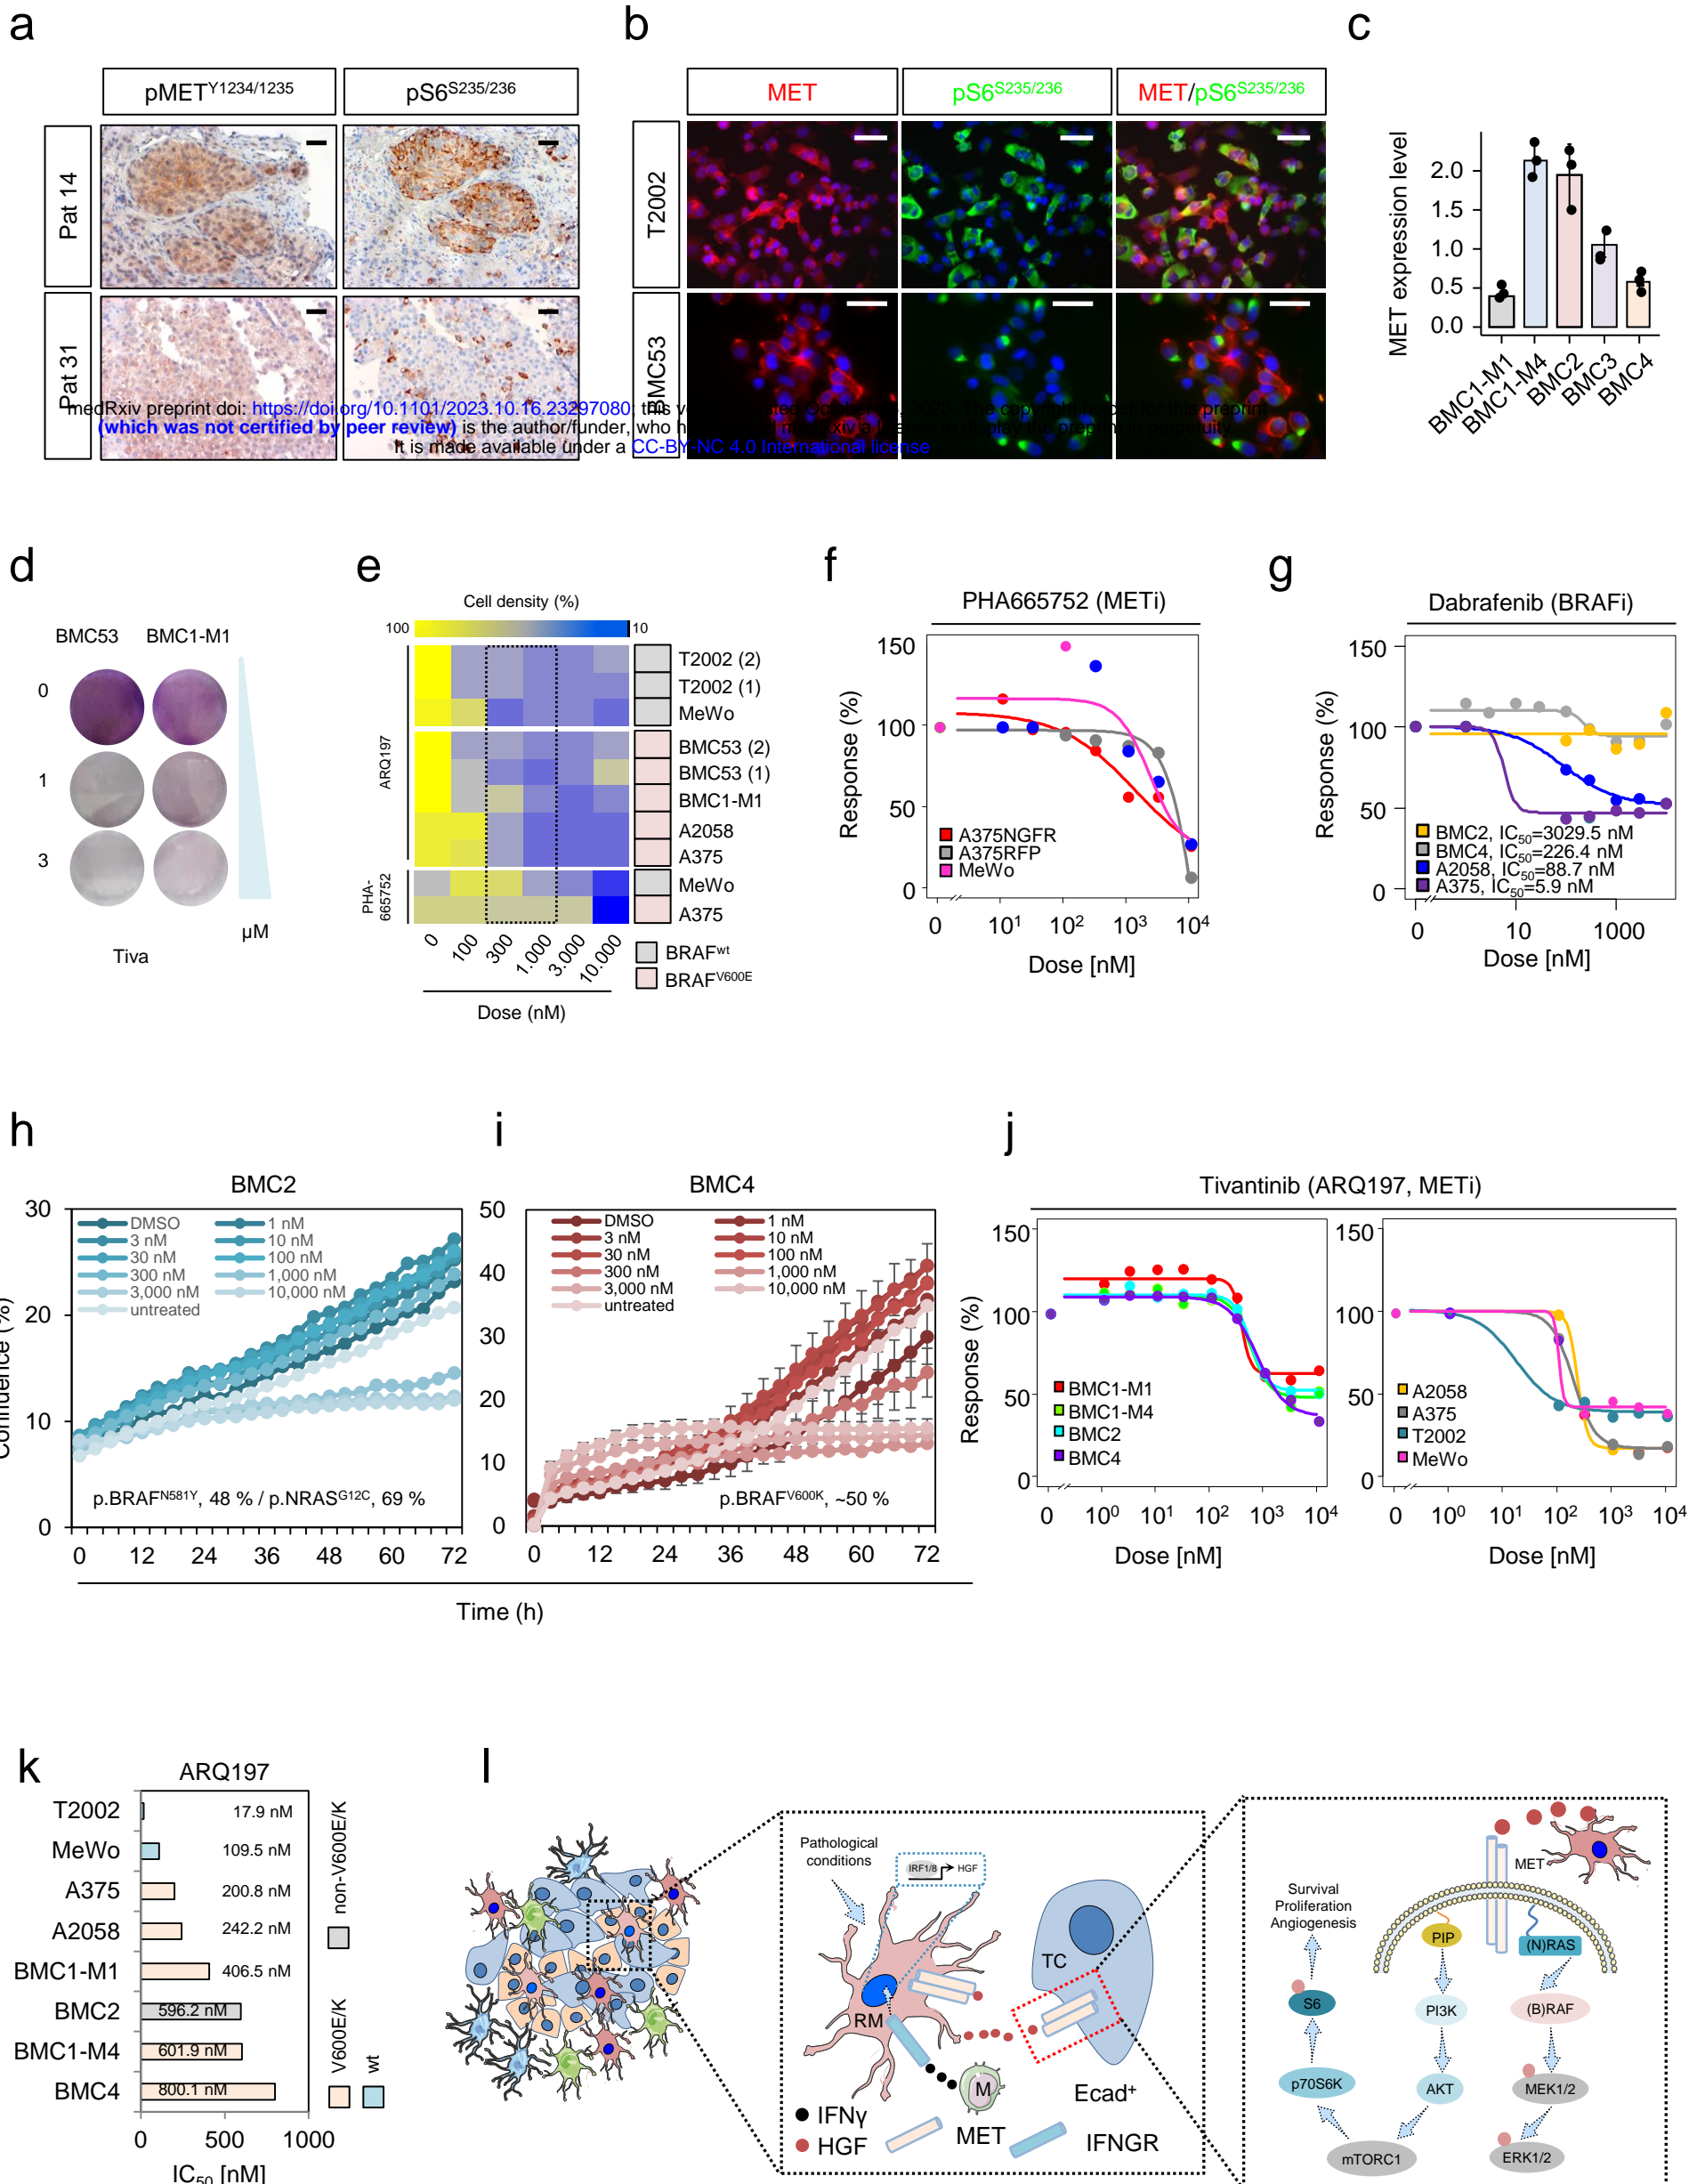 a
pMET^Y1234/1235
pS6^S235/236
Pat 14
Pat 31
b
MET
pS6^S235/236
MET/pS6^S235/236
T2002
BMC53
c
MET expression level
2.0
1.5
1.0
0.5
0.0
BMC1-M1
BMC1-M4
BMC2
BMC3
BMC4
medRxiv preprint doi: https://doi.org/10.1101/2023.10.16.23297080; this The copyright holder for this preprint
(which was not certified by peer review) is the author/funder, who display the preprint in perpetuity.
It is made available under a CC-BY-NC 4.0 International license
d
BMC53 BMC1-M1
0
1
3
µM
Tiva
e
Cell density (%)
100
10
ARQ197
PHA-
665752
T2002 (2)
T2002 (1)
MeWo
BMC53 (2)
BMC53 (1)
BMC1-M1
A2058
A375
MeWo
A375
0 100 300 1.000 3.000 10.000
BRAF^wt
BRAF^V600E
Dose (nM)
f
PHA665752 (METi)
Response (%)
150
100
50
0
A375NGFR
A375RFP
MeWo
0 10^1 10^2 10^3 10^4
Dose [nM]
g
Dabrafenib (BRAFi)
Response (%)
150
100
50
0
BMC2, IC50=3029.5 nM
BMC4, IC50=226.4 nM
A2058, IC50=88.7 nM
A375, IC50=5.9 nM
0 10 1000
Dose [nM]
h
BMC2
Confluence (%)
30
20
10
0
DMSO 1 nM
3 nM 10 nM
30 nM 100 nM
300 nM 1,000 nM
3,000 nM 10,000 nM
untreated
p.BRAF^N581Y, 48 % / p.NRAS^G12C, 69 %
0 12 24 36 48 60 72
i
BMC4
50
40
30
20
10
0
DMSO 1 nM
3 nM 10 nM
30 nM 100 nM
300 nM 1,000 nM
3,000 nM 10,000 nM
untreated
p.BRAF^V600K, ~50 %
0 12 24 36 48 60 72
Time (h)
j
Tivantinib (ARQ197, METi)
Response (%)
150
100
50
0
BMC1-M1
BMC1-M4
BMC2
BMC4
0 10^0 10^1 10^2 10^3 10^4
Dose [nM]
150
100
50
0
A2058
A375
T2002
MeWo
0 10^0 10^1 10^2 10^3 10^4
Dose [nM]
k
ARQ197
T2002 17.9 nM
MeWo 109.5 nM
A375 200.8 nM
A2058 242.2 nM
BMC1-M1 406.5 nM
BMC2 596.2 nM
BMC1-M4 601.9 nM
BMC4 800.1 nM
0 500 1000
IC50 [nM]
non-V600E/K
V600E/K
wt
l
Pathological
conditions
IRF1/8 HGF
RM
TC
M
Ecad+
IFNγ
HGF
MET
IFNGR
MET
Survival
Proliferation
Angiogenesis
PIP
(N)RAS
S6
PI3K
(B)RAF
p70S6K
AKT
MEK1/2
mTORC1
ERK1/2